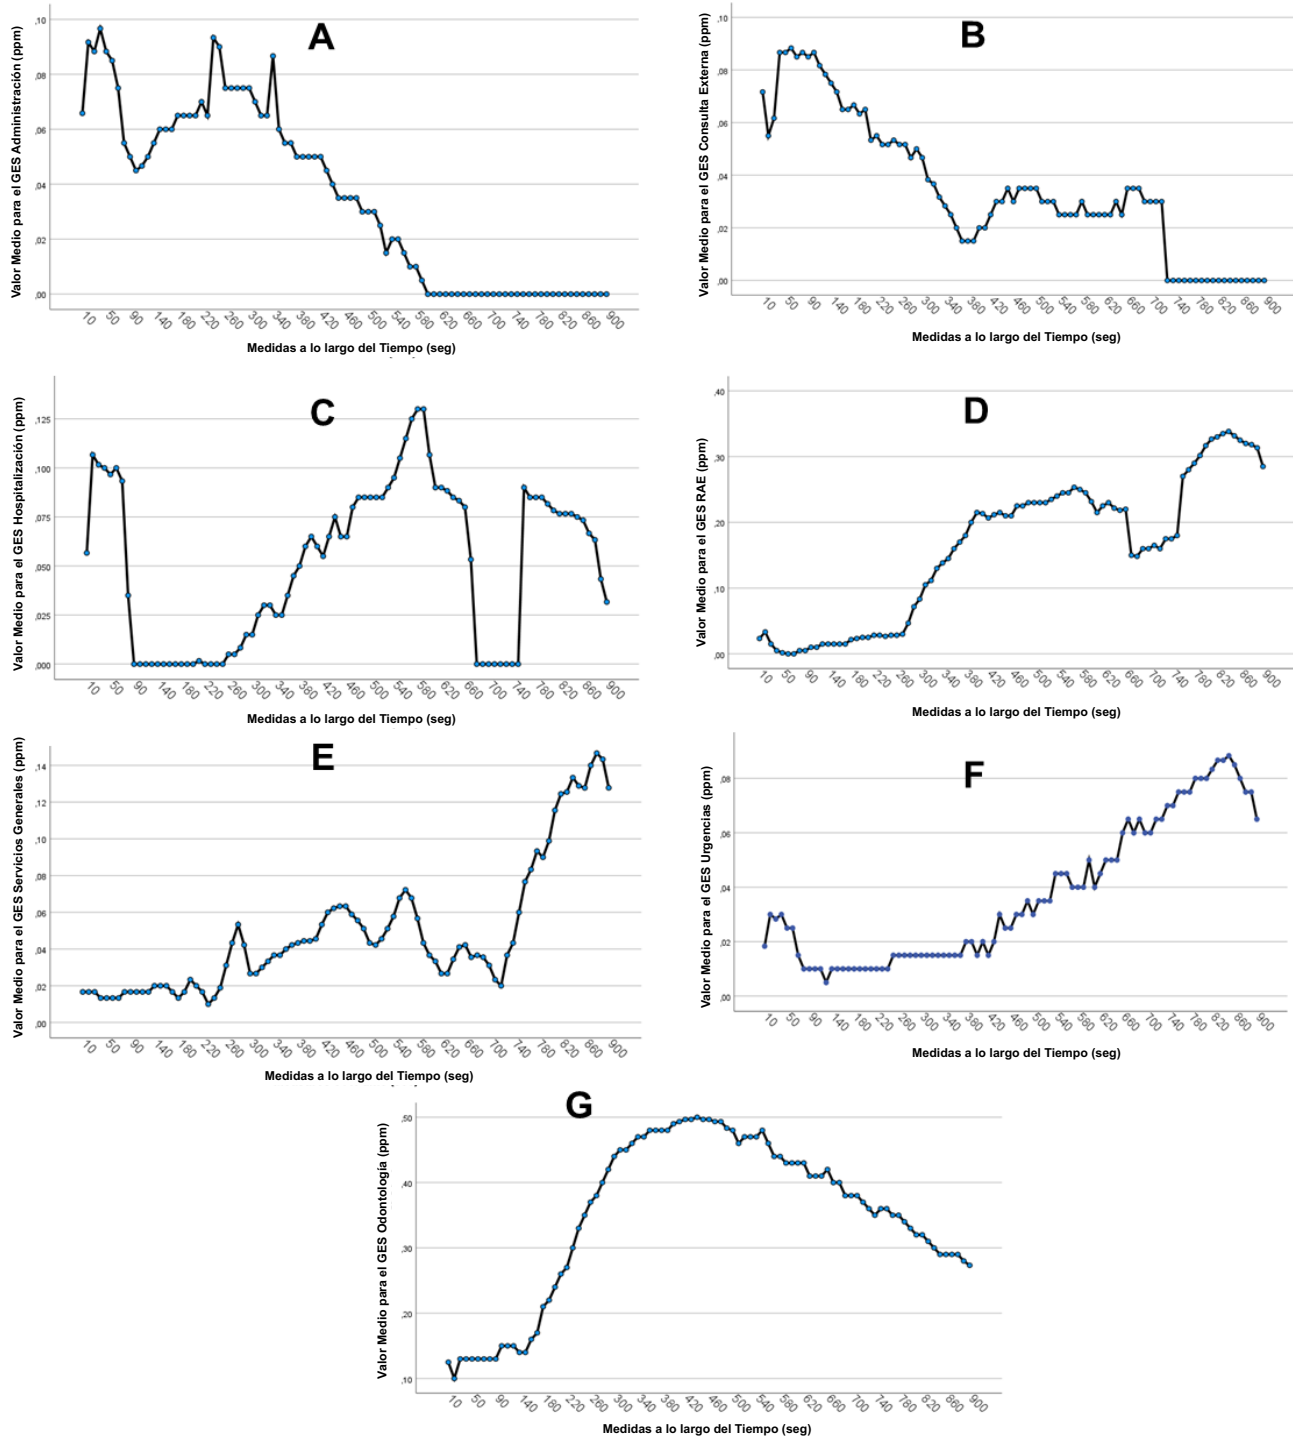 A
Valor Medio para el GES Administración (ppm)
,10
,08
,06
,04
,02
,00
10 50 90 140 180 220 260 300 340 380 420 460 500 540 580 620 660 700 740 780 820 860 900
Medidas a lo largo del Tiempo (seg)
B
Valor Medio para el GES Consulta Externa (ppm)
,10
,08
,06
,04
,02
,00
10 50 90 140 180 220 260 300 340 380 420 460 500 540 580 620 660 700 740 780 820 860 900
Medidas a lo largo del Tiempo (seg)
C
Valor Medio para el GES Hospitalización (ppm)
,125
,100
,075
,050
,025
,000
10 50 90 140 180 220 260 300 340 380 420 460 500 540 580 620 660 700 740 780 820 860 900
Medidas a lo largo del Tiempo (seg)
D
Valor Medio para el GES RAE (ppm)
,40
,30
,20
,10
,00
10 50 90 140 180 220 260 300 340 380 420 460 500 540 580 620 660 700 740 780 820 860 900
Medidas a lo largo del Tiempo (seg)
E
Valor Medio para el GES Servicios Generales (ppm)
,14
,12
,10
,08
,06
,04
,02
,00
10 50 90 140 180 220 260 300 340 380 420 460 500 540 580 620 660 700 740 780 820 860 900
Medidas a lo largo del Tiempo (seg)
F
Valor Medio para el GES Urgencias (ppm)
,08
,06
,04
,02
,00
10 50 90 140 180 220 260 300 340 380 420 460 500 540 580 620 660 700 740 780 820 860 900
Medidas a lo largo del Tiempo (seg)
G
Valor Medio para el GES Odontología (ppm)
,50
,40
,30
,20
,10
10 50 90 140 180 220 260 300 340 380 420 460 500 540 580 620 660 700 740 780 820 860 900
Medidas a lo largo del Tiempo (seg)